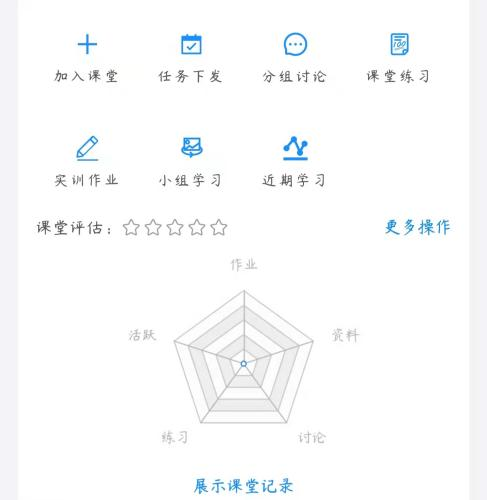 加入课堂 任务下发 分组讨论 课堂练习
实训作业 小组学习 近期学习
课堂评估： 更多操作
作业
活跃 资料
练习 讨论
展示课堂记录